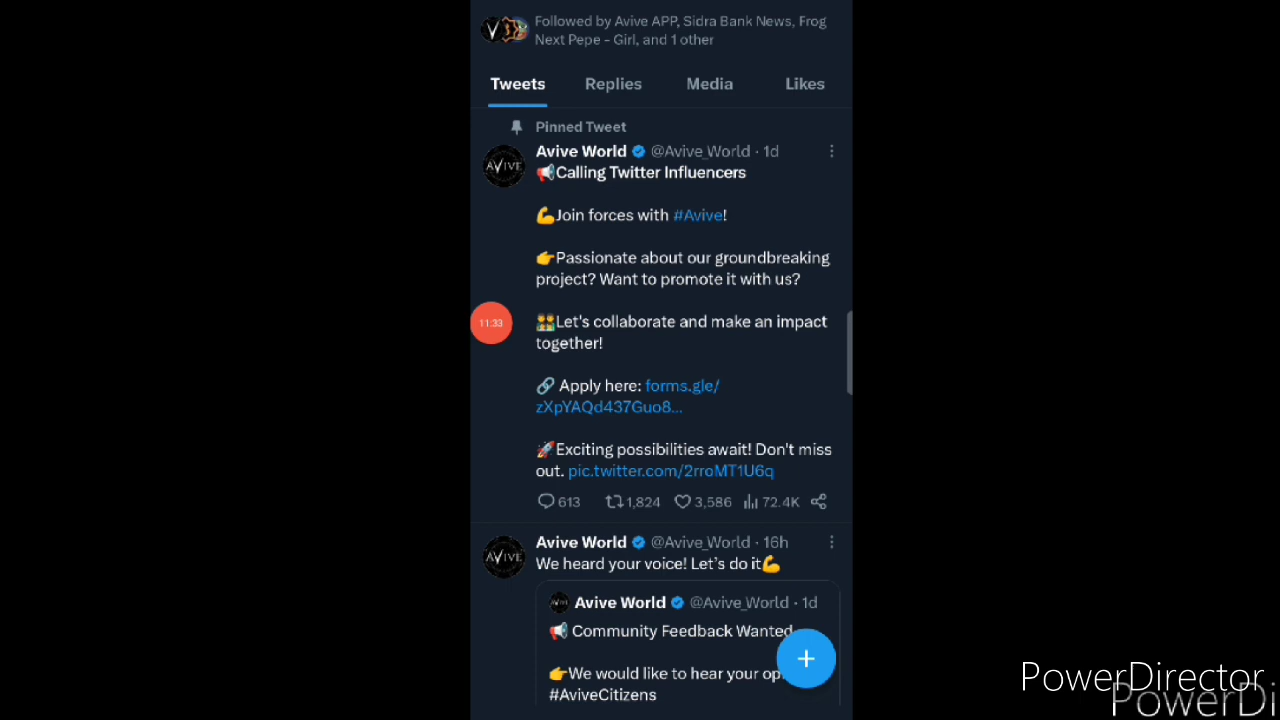 Followed by Avive APP, Sidra Bank News, Frog
Next Pepe - Girl, and 1 other
Tweets Replies Media Likes
Pinned Tweet
Avive World @Avive_World · 1d
AVIVE
📢Calling Twitter Influencers
💪Join forces with #Avive!
👉Passionate about our groundbreaking
project? Want to promote it with us?
11:33
👬Let's collaborate and make an impact
together!
🔗 Apply here: forms.gle/
zXpYAQd437Guo8...
🚀Exciting possibilities await! Don't miss
out. pic.twitter.com/2rroMT1U6q
613 1,824 3,586 72.4K
Avive World @Avive_World · 16h
AVIVE
We heard your voice! Let's do it💪
Avive World @Avive_World · 1d
📢 Community Feedback Wanted
👉We would like to hear your
#AviveCitizens
PowerDirector
PowerDi